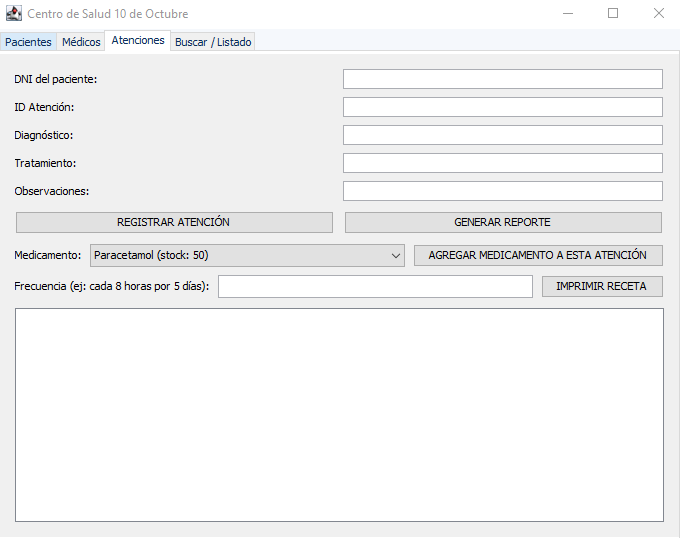 Centro de Salud 10 de Octubre
Pacientes Médicos Atenciones Buscar / Listado
DNI del paciente:
ID Atención:
Diagnóstico:
Tratamiento:
Observaciones:
REGISTRAR ATENCIÓN GENERAR REPORTE
Medicamento: Paracetamol (stock: 50) AGREGAR MEDICAMENTO A ESTA ATENCIÓN
Frecuencia (ej: cada 8 horas por 5 días): IMPRIMIR RECETA